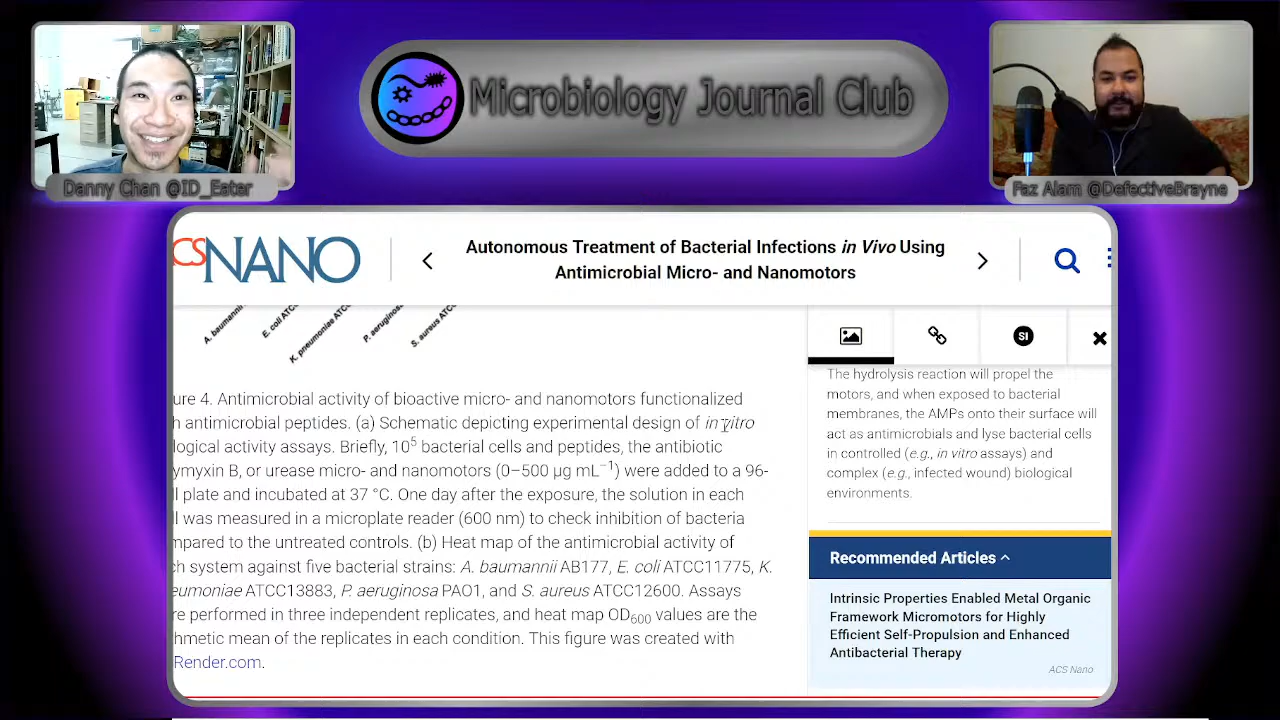 Microbiology Journal Club
Danny Chan @ID_Eater
Faz Alam @DefectiveBrayne
CS NANO
Autonomous Treatment of Bacterial Infections in Vivo Using
Antimicrobial Micro- and Nanomotors
A. baumannii
E. coli ATCC
K. pneumoniae ATCC
P. aeruginosa
S. aureus ATC
SI
ure 4. Antimicrobial activity of bioactive micro- and nanomotors functionalized
h antimicrobial peptides. (a) Schematic depicting experimental design of in vitro
logical activity assays. Briefly, 10⁵ bacterial cells and peptides, the antibiotic
ymyxin B, or urease micro- and nanomotors (0–500 μg mL⁻¹) were added to a 96-
ll plate and incubated at 37 °C. One day after the exposure, the solution in each
ll was measured in a microplate reader (600 nm) to check inhibition of bacteria
mpared to the untreated controls. (b) Heat map of the antimicrobial activity of
ch system against five bacterial strains: A. baumannii AB177, E. coli ATCC11775, K.
eumoniae ATCC13883, P. aeruginosa PAO1, and S. aureus ATCC12600. Assays
re performed in three independent replicates, and heat map OD₆₀₀ values are the
thmetic mean of the replicates in each condition. This figure was created with
Render.com.
The hydrolysis reaction will propel the
motors, and when exposed to bacterial
membranes, the AMPs onto their surface will
act as antimicrobials and lyse bacterial cells
in controlled (e.g., in vitro assays) and
complex (e.g., infected wound) biological
environments.
Recommended Articles
Intrinsic Properties Enabled Metal Organic
Framework Micromotors for Highly
Efficient Self-Propulsion and Enhanced
Antibacterial Therapy
ACS Nano